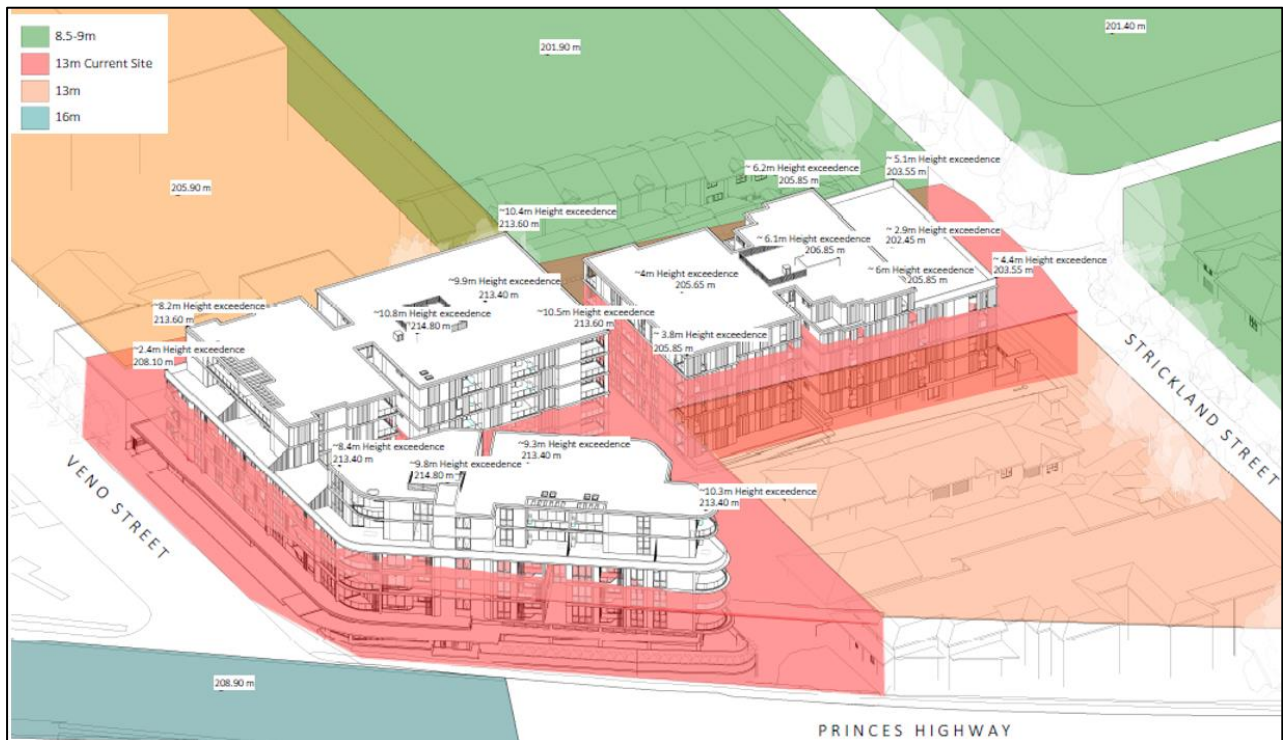 8.5-9m
13m Current Site
13m
16m
201.90 m
201.40 m
205.90 m
~ 6.2m Height exceedence
205.85 m
~ 5.1m Height exceedence
203.55 m
~10.4m Height exceedence
213.60 m
~ 6.1m Height exceedence
206.85 m
~ 2.9m Height exceedence
202.45 m
~ 4.4m Height exceedence
203.55 m
~ 6m Height exceedence
205.85 m
~9.9m Height exceedence
213.40 m
~4m Height exceedence
205.65 m
~8.2m Height exceedence
213.60 m
~10.8m Height exceedence
214.80 m
~10.5m Height exceedence
213.60 m
~ 3.8m Height exceedence
205.85 m
~2.4m Height exceedence
208.10 m
~8.4m Height exceedence
213.40 m
~9.3m Height exceedence
213.40 m
~9.8m Height exceedence
214.80 m
~10.3m Height exceedence
213.40 m
STRICKLAND STREET
VENO STREET
208.90 m
PRINCES HIGHWAY